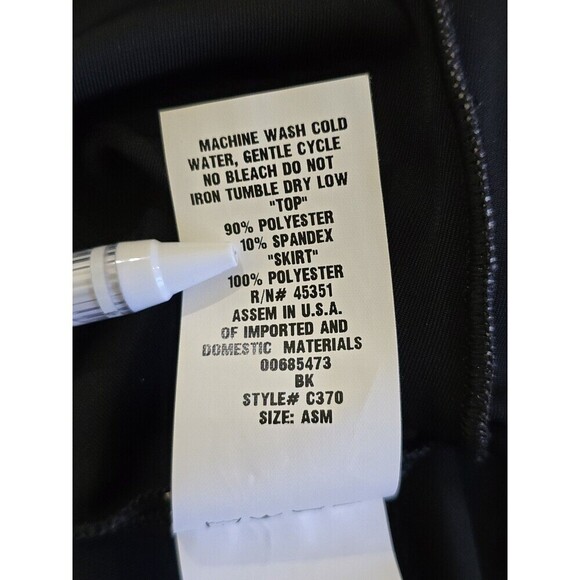 MACHINE WASH COLD
WATER, GENTLE CYCLE
NO BLEACH DO NOT
IRON TUMBLE DRY LOW
"TOP"
90% POLYESTER
10% SPANDEX
"SKIRT"
100% POLYESTER
R/N# 45351
ASSEM IN U.S.A.
OF IMPORTED AND
DOMESTIC MATERIALS
00685473
BK
STYLE# C370
SIZE: ASM